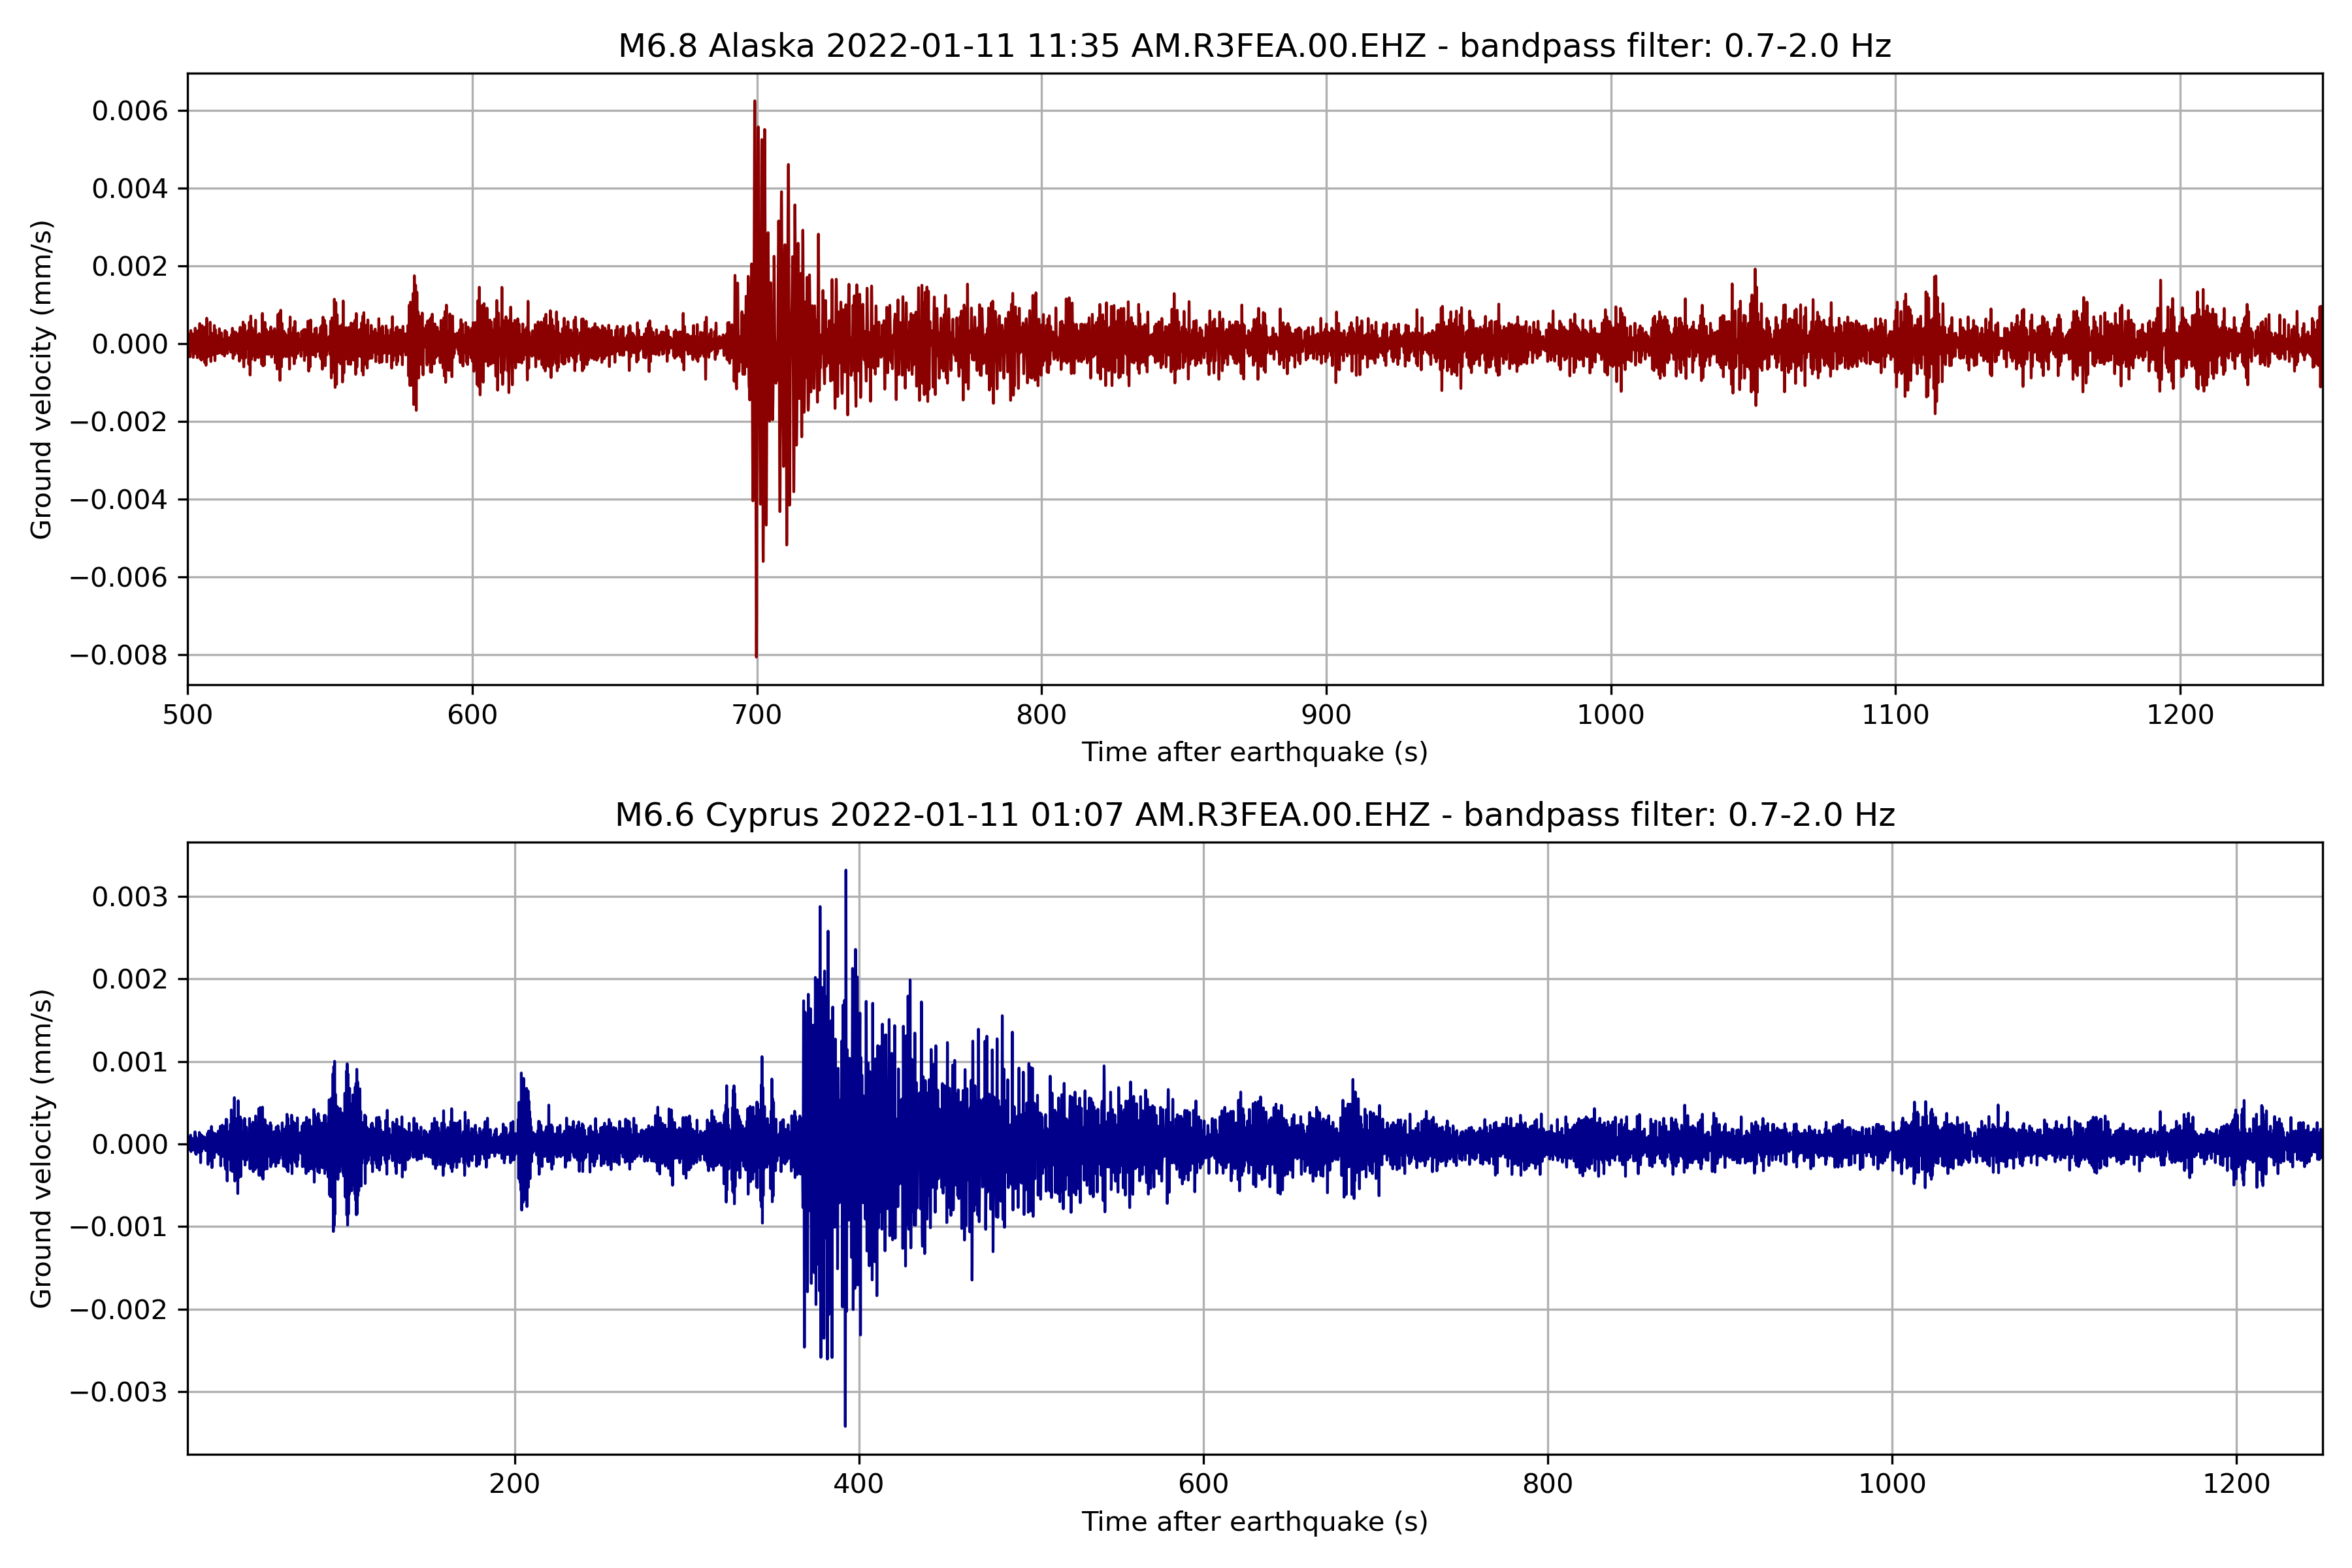 M6.8 Alaska 2022-01-11 11:35 AM.R3FEA.00.EHZ - bandpass filter: 0.7-2.0 Hz
Ground velocity (mm/s)
0.006
0.004
0.002
0.000
−0.002
−0.004
−0.006
−0.008
500 600 700 800 900 1000 1100 1200
Time after earthquake (s)
M6.6 Cyprus 2022-01-11 01:07 AM.R3FEA.00.EHZ - bandpass filter: 0.7-2.0 Hz
Ground velocity (mm/s)
0.003
0.002
0.001
0.000
−0.001
−0.002
−0.003
200 400 600 800 1000 1200
Time after earthquake (s)